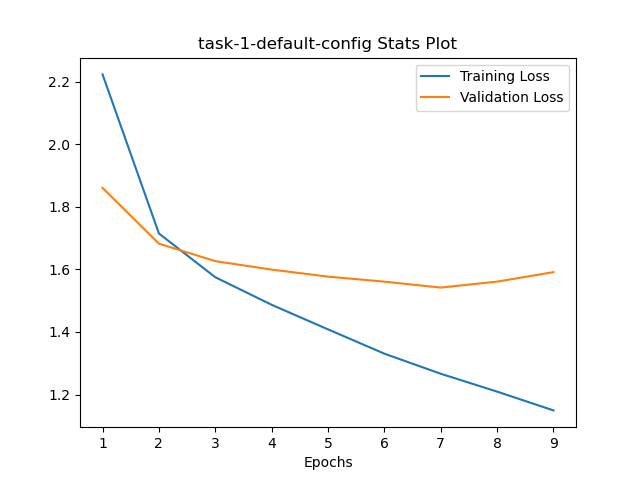 task-1-default-config Stats Plot
Training Loss
Validation Loss
2.2
2.0
1.8
1.6
1.4
1.2
1 2 3 4 5 6 7 8 9
Epochs